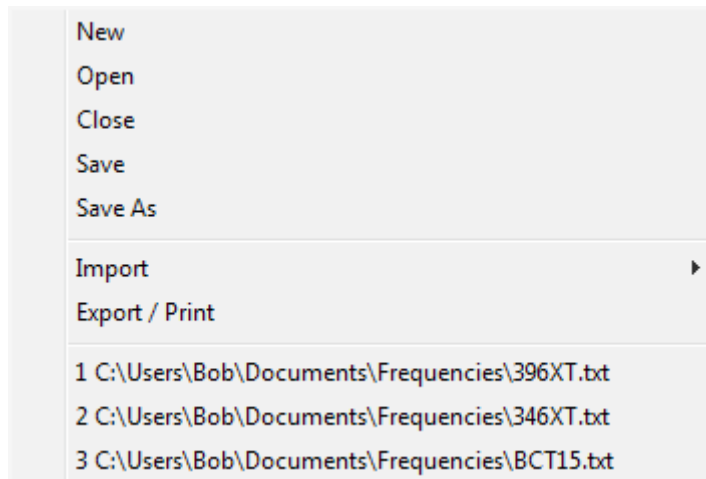 New
Open
Close
Save
Save As
Import
Export / Print
1 C:\Users\Bob\Documents\Frequencies\396XT.txt
2 C:\Users\Bob\Documents\Frequencies\346XT.txt
3 C:\Users\Bob\Documents\Frequencies\BCT15.txt